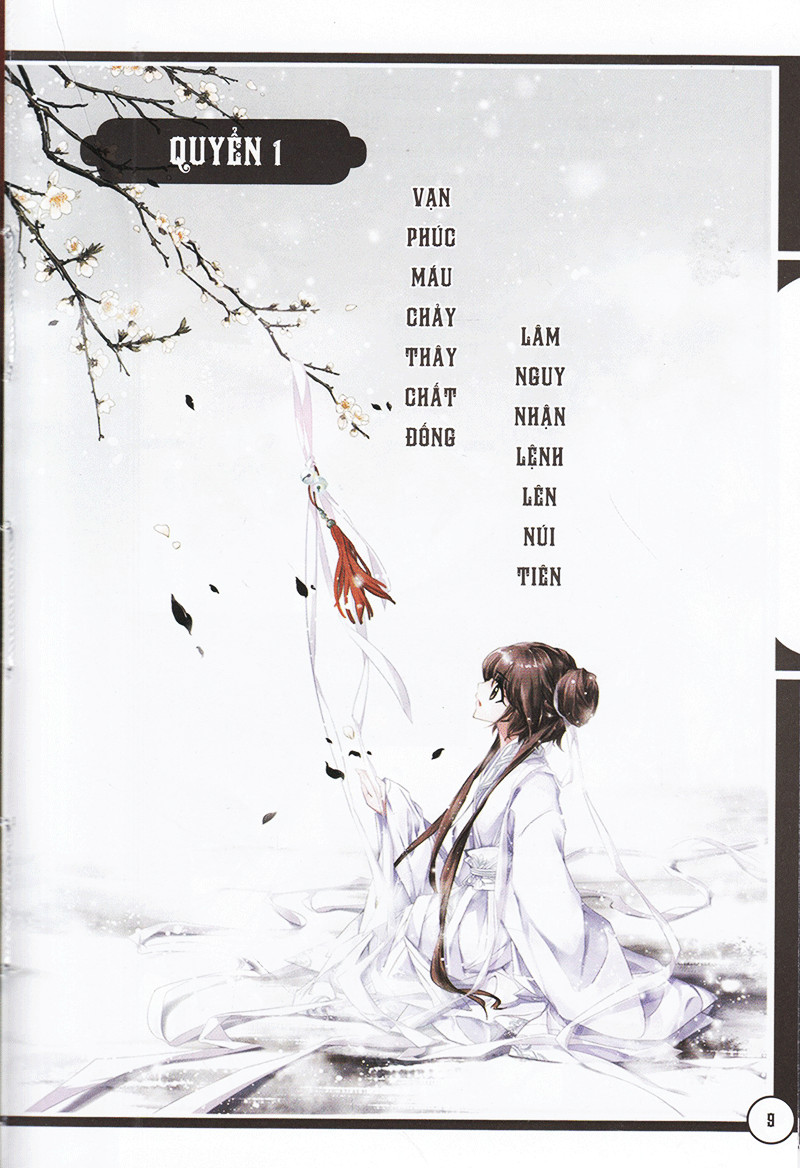 QUYỂN 1
VẠN
PHÚC
MÁU
CHẢY
THÂY
CHẤT
ĐỐNG
LÂM
NGUY
NHẬN
LỆNH
LÊN
NÚI
TIÊN
9